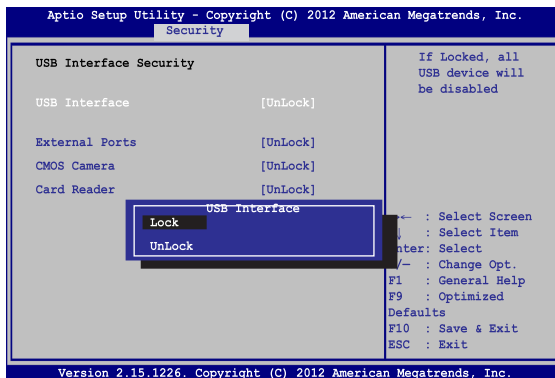 Aptio Setup Utility - Copyright (C) 2012 American Megatrends, Inc.
Security
USB Interface Security
USB Interface [UnLock]
External Ports [UnLock]
CMOS Camera [UnLock]
Card Reader [UnLock]
USB Interface
Lock
UnLock
If Locked, all
USB device will
be disabled
← : Select Screen
↓ : Select Item
: Select
/— : Change Opt.
F1 : General Help
F9 : Optimized
Defaults
F10 : Save & Exit
ESC : Exit
Version 2.15.1226. Copyright (C) 2012 American Megatrends, Inc.